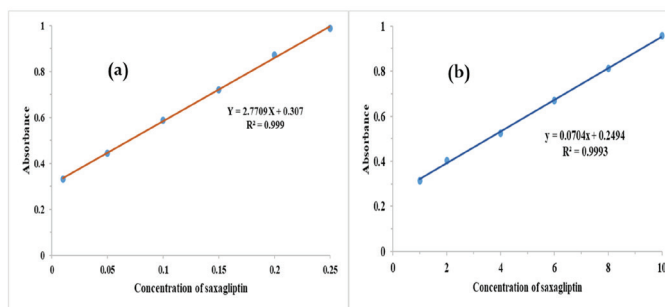 (a)
Absorbance
1
0.8
0.6
0.4
0.2
0
Y = 2.7709X + 0.307
R² = 0.999
0 0.05 0.1 0.15 0.2 0.25
Concentration of saxagliptin
(b)
Absorbance
1
0.8
0.6
0.4
0.2
0
y = 0.0704x + 0.2494
R² = 0.9993
0 2 4 6 8 10
Concentration of saxagliptin